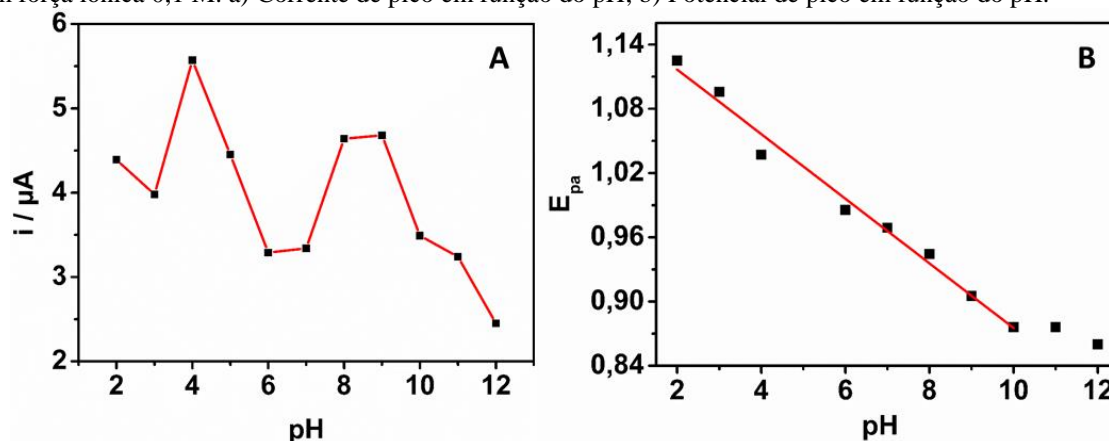 força iônica 0,1 M. a) Corrente de pico em função do pH; b) Potencial de pico em função do pH.
A
i / µA
6
5
4
3
2
2 4 6 8 10 12
pH
B
E_pa
1,14
1,08
1,02
0,96
0,90
0,84
2 4 6 8 10 12
pH